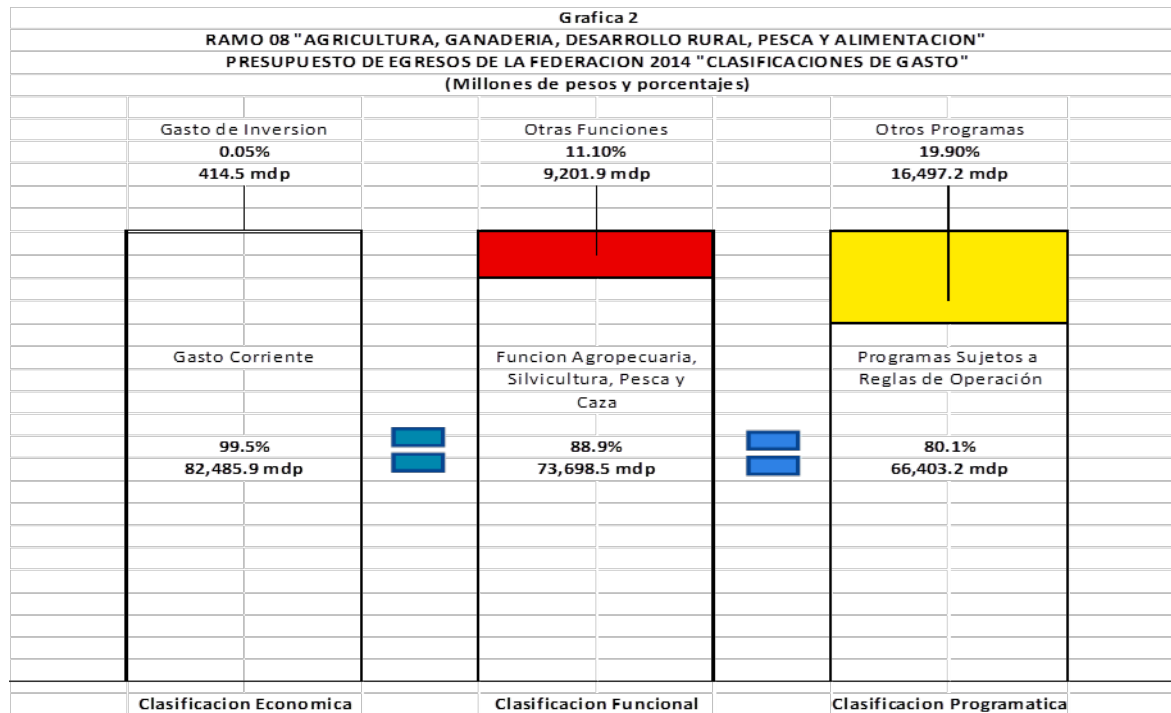 Grafica 2
RAMO 08 "AGRICULTURA, GANADERIA, DESARROLLO RURAL, PESCA Y ALIMENTACION"
PRESUPUESTO DE EGRESOS DE LA FEDERACION 2014 "CLASIFICACIONES DE GASTO"
(Millones de pesos y porcentajes)
Gasto de Inversion
0.05%
414.5 mdp
Otras Funciones
11.10%
9,201.9 mdp
Otros Programas
19.90%
16,497.2 mdp
Gasto Corriente
99.5%
82,485.9 mdp
Funcion Agropecuaria,
Silvicultura, Pesca y
Caza
88.9%
73,698.5 mdp
Programas Sujetos a
Reglas de Operación
80.1%
66,403.2 mdp
Clasificacion Economica
Clasificacion Funcional
Clasificacion Programatica